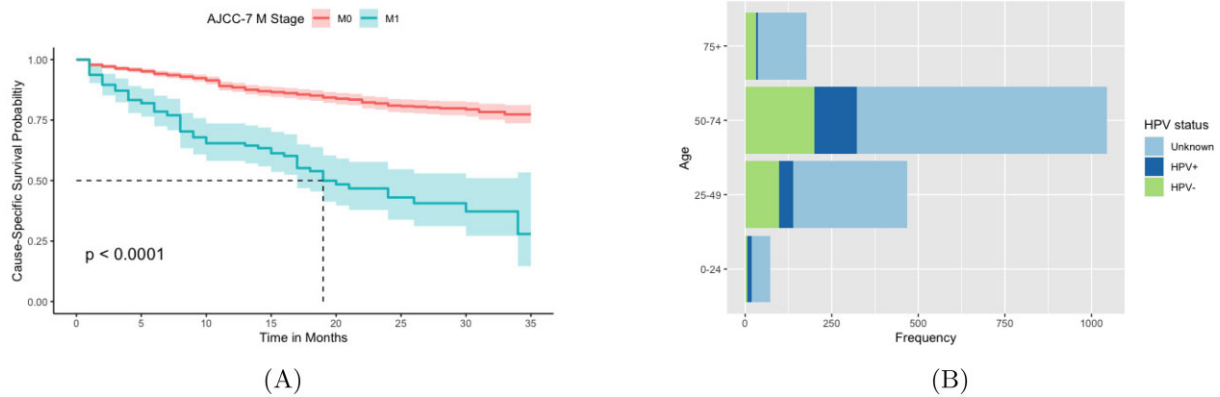 AJCC-7 M Stage M0 M1
Cause-Specific Survival Probability
1.00
0.75
0.50
0.25
0.00
p < 0.0001
0 5 10 15 20 25 30 35
Time in Months
(A)
Age
75+
50-74
25-49
0-24
0 250 500 750 1000
Frequency
HPV status
Unknown
HPV+
HPV-
(B)